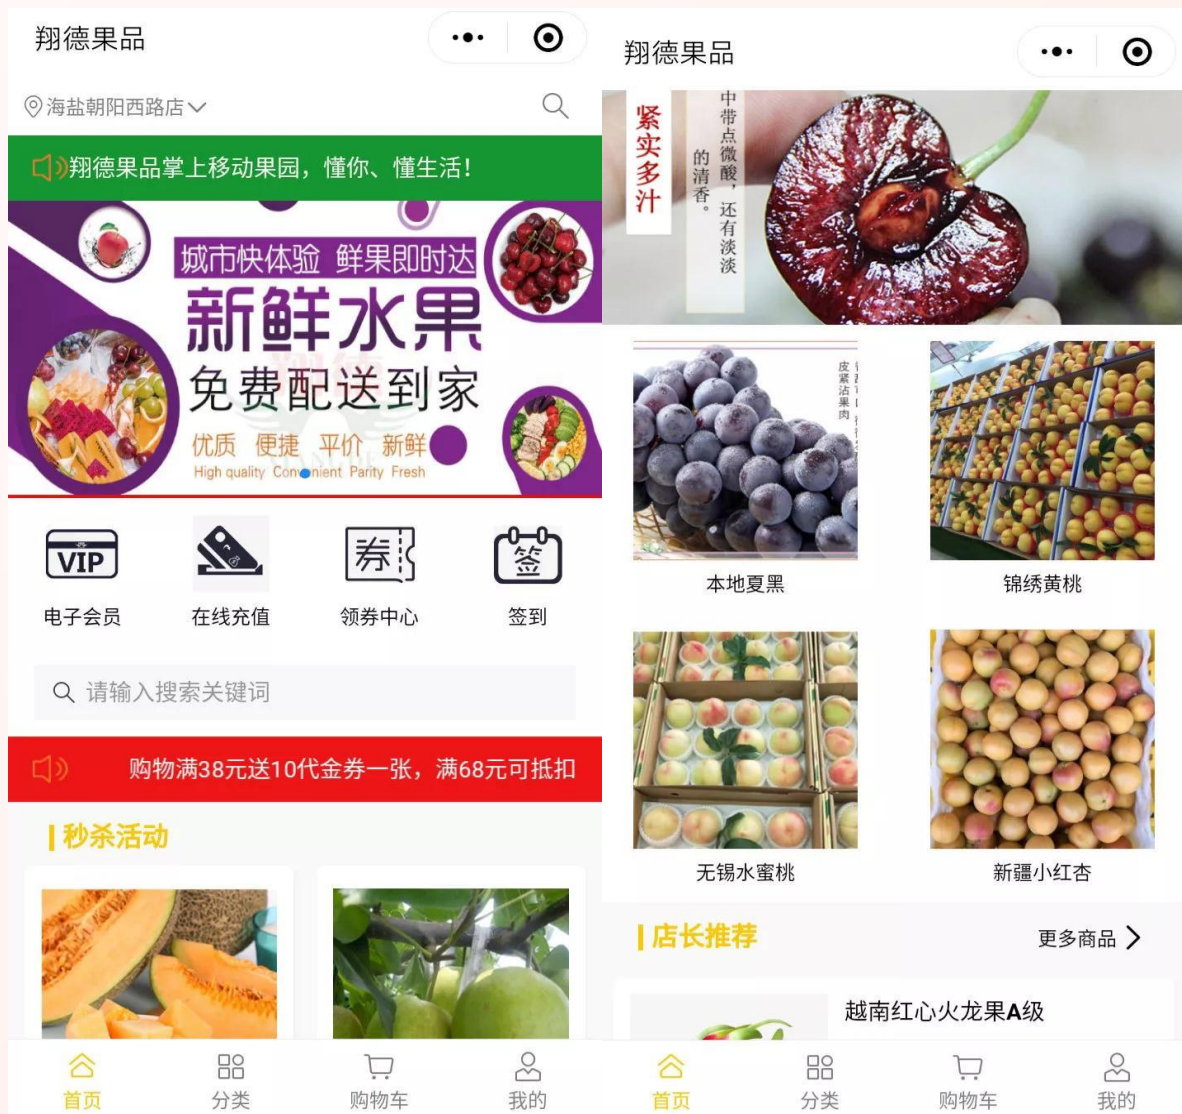 翔德果品
海盐朝阳西路店
翔德果品掌上移动果园，懂你、懂生活！
城市快体验 鲜果即时达
新鲜水果
免费配送到家
优质 便捷 平价 新鲜
High quality Convenient Parity Fresh
VIP
券
签
电子会员
在线充值
领券中心
签到
请输入搜索关键词
购物满38元送10代金券一张，满68元可抵扣
秒杀活动
首页
分类
购物车
我的
翔德果品
紧实多汁
中带点微酸，还有淡淡
的清香。
皮紧沾果肉
本地夏黑
锦绣黄桃
无锡水蜜桃
新疆小红杏
店长推荐
更多商品
越南红心火龙果A级
首页
分类
购物车
我的